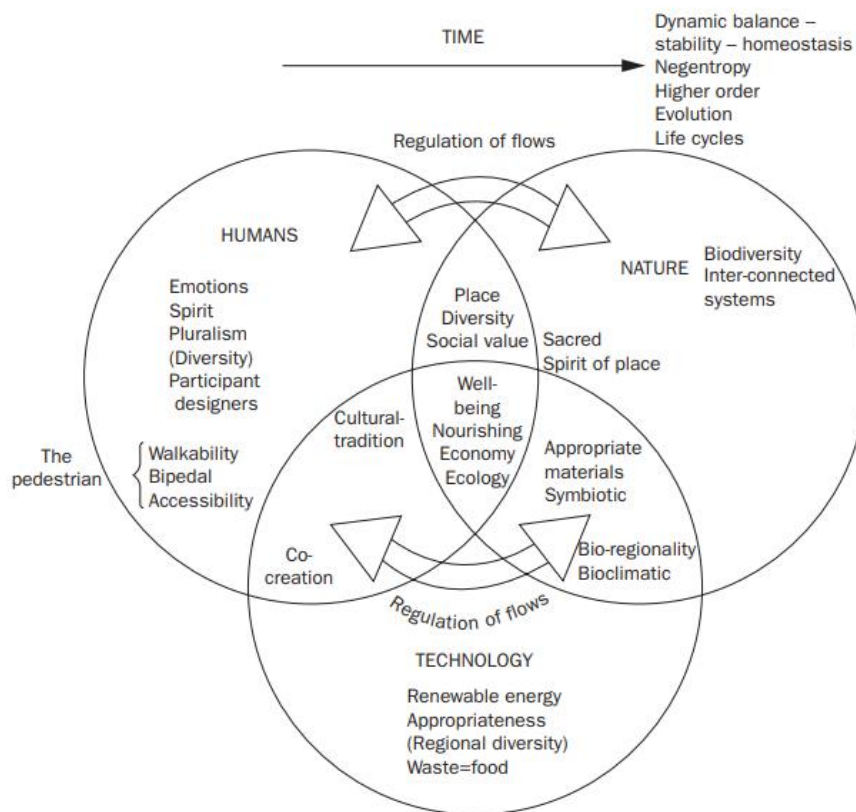 TIME
Dynamic balance –
stability – homeostasis
Negentropy
Higher order
Evolution
Life cycles
Regulation of flows
HUMANS
Emotions
Spirit
Pluralism
(Diversity)
Participant
designers
The
pedestrian
Walkability
Bipedal
Accessibility
Place
Diversity
Social value
NATURE
Biodiversity
Inter-connected
systems
Sacred
Spirit of place
Cultural-
tradition
Well-
being
Nourishing
Economy
Ecology
Appropriate
materials
Symbiotic
Co-
creation
Bio-regionality
Bioclimatic
Regulation of flows
TECHNOLOGY
Renewable energy
Appropriateness
(Regional diversity)
Waste=food